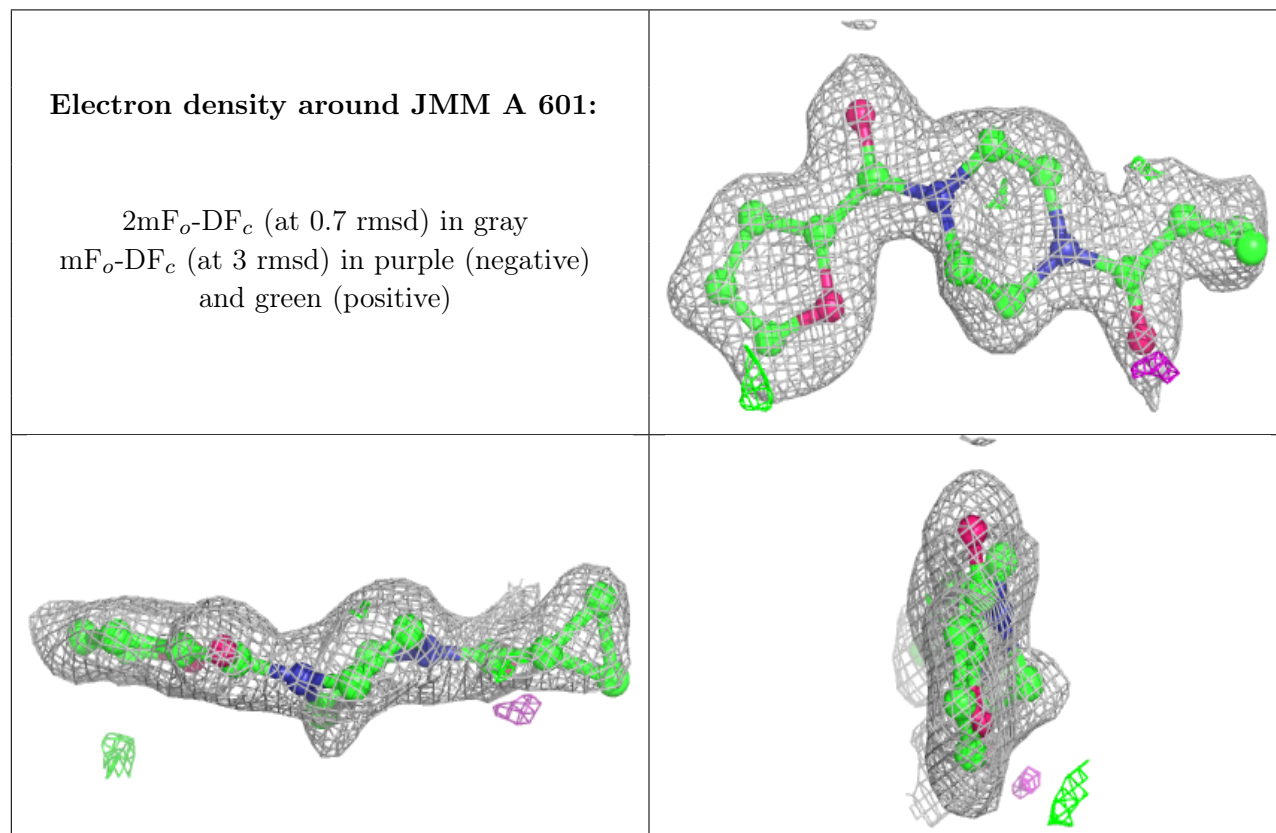 Electron density around JMM A 601:
2mFo-DFc (at 0.7 rmsd) in gray
mFo-DFc (at 3 rmsd) in purple (negative)
and green (positive)